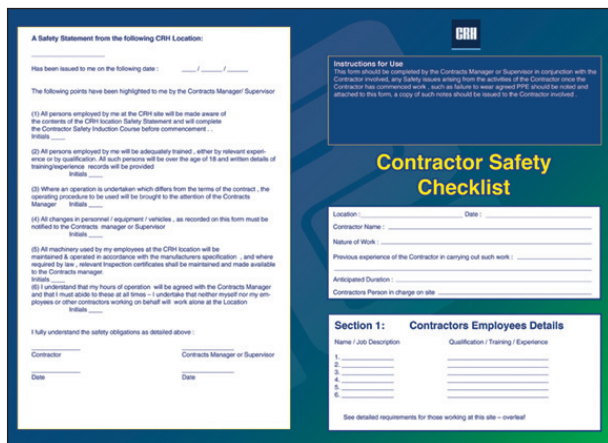 A Safety Statement from the following CRH Location:
Has been issued to me on the following date : ____ / ____ / ____
The following points have been highlighted to me by the Contracts Manager/ Supervisor
(1) All persons employed by me at the CRH site will be made aware of
the contents of the CRH location Safety Statement and will complete
the Contractor Safety Induction Course before commencement . .
Initials ____
(2) All persons employed by me will be adequately trained , either by relevant experi-
ence or by qualification. All such persons will be over the age of 18 and written details of
training/experience records will be provided
Initials ____
(3) Where an operation is undertaken which differs from the terms of the contract , the
operating procedure to be used will be brought to the attention of the Contracts
Manager Initials ____
(4) All changes in personnel / equipment / vehicles , as recorded on this form must be
notified to the Contracts manager or Supervisor
Initials ____
(5) All machinery used by my employees at the CRH location will be
maintained & operated in accordance with the manufacturers specification , and where
required by law , relevant Inspection certificates shall be maintained and made available
to the Contracts manager.
Initials ____
(6) I understand that my hours of operation will be agreed with the Contracts Manager
and that I must abide to these at all times – I undertake that neither myself nor my em-
ployees or other contractors working on behalf will work alone at the Location
Initials ____
I fully understand the safety obligations as detailed above :
Contractor Contracts Manager or Supervisor
Date Date
CRH
Instructions for Use
This form should be completed by the Contracts Manager or Supervisor in conjunction with the
Contractor involved, any Safety issues arising from the activities of the Contractor once the
Contractor has commenced work , such as failure to wear agreed PPE should be noted and
attached to this form, a copy of such notes should be issued to the Contractor involved .
Contractor Safety
Checklist
Location : Date :
Contractor Name :
Nature of Work :
Previous experience of the Contractor in carrying out such work :
Anticipated Duration :
Contractors Person in charge on site
Section 1: Contractors Employees Details
Name / Job Description Qualification / Training / Experience
1.
2.
3.
4.
5.
6.
See detailed requirements for those working at this site – overleaf